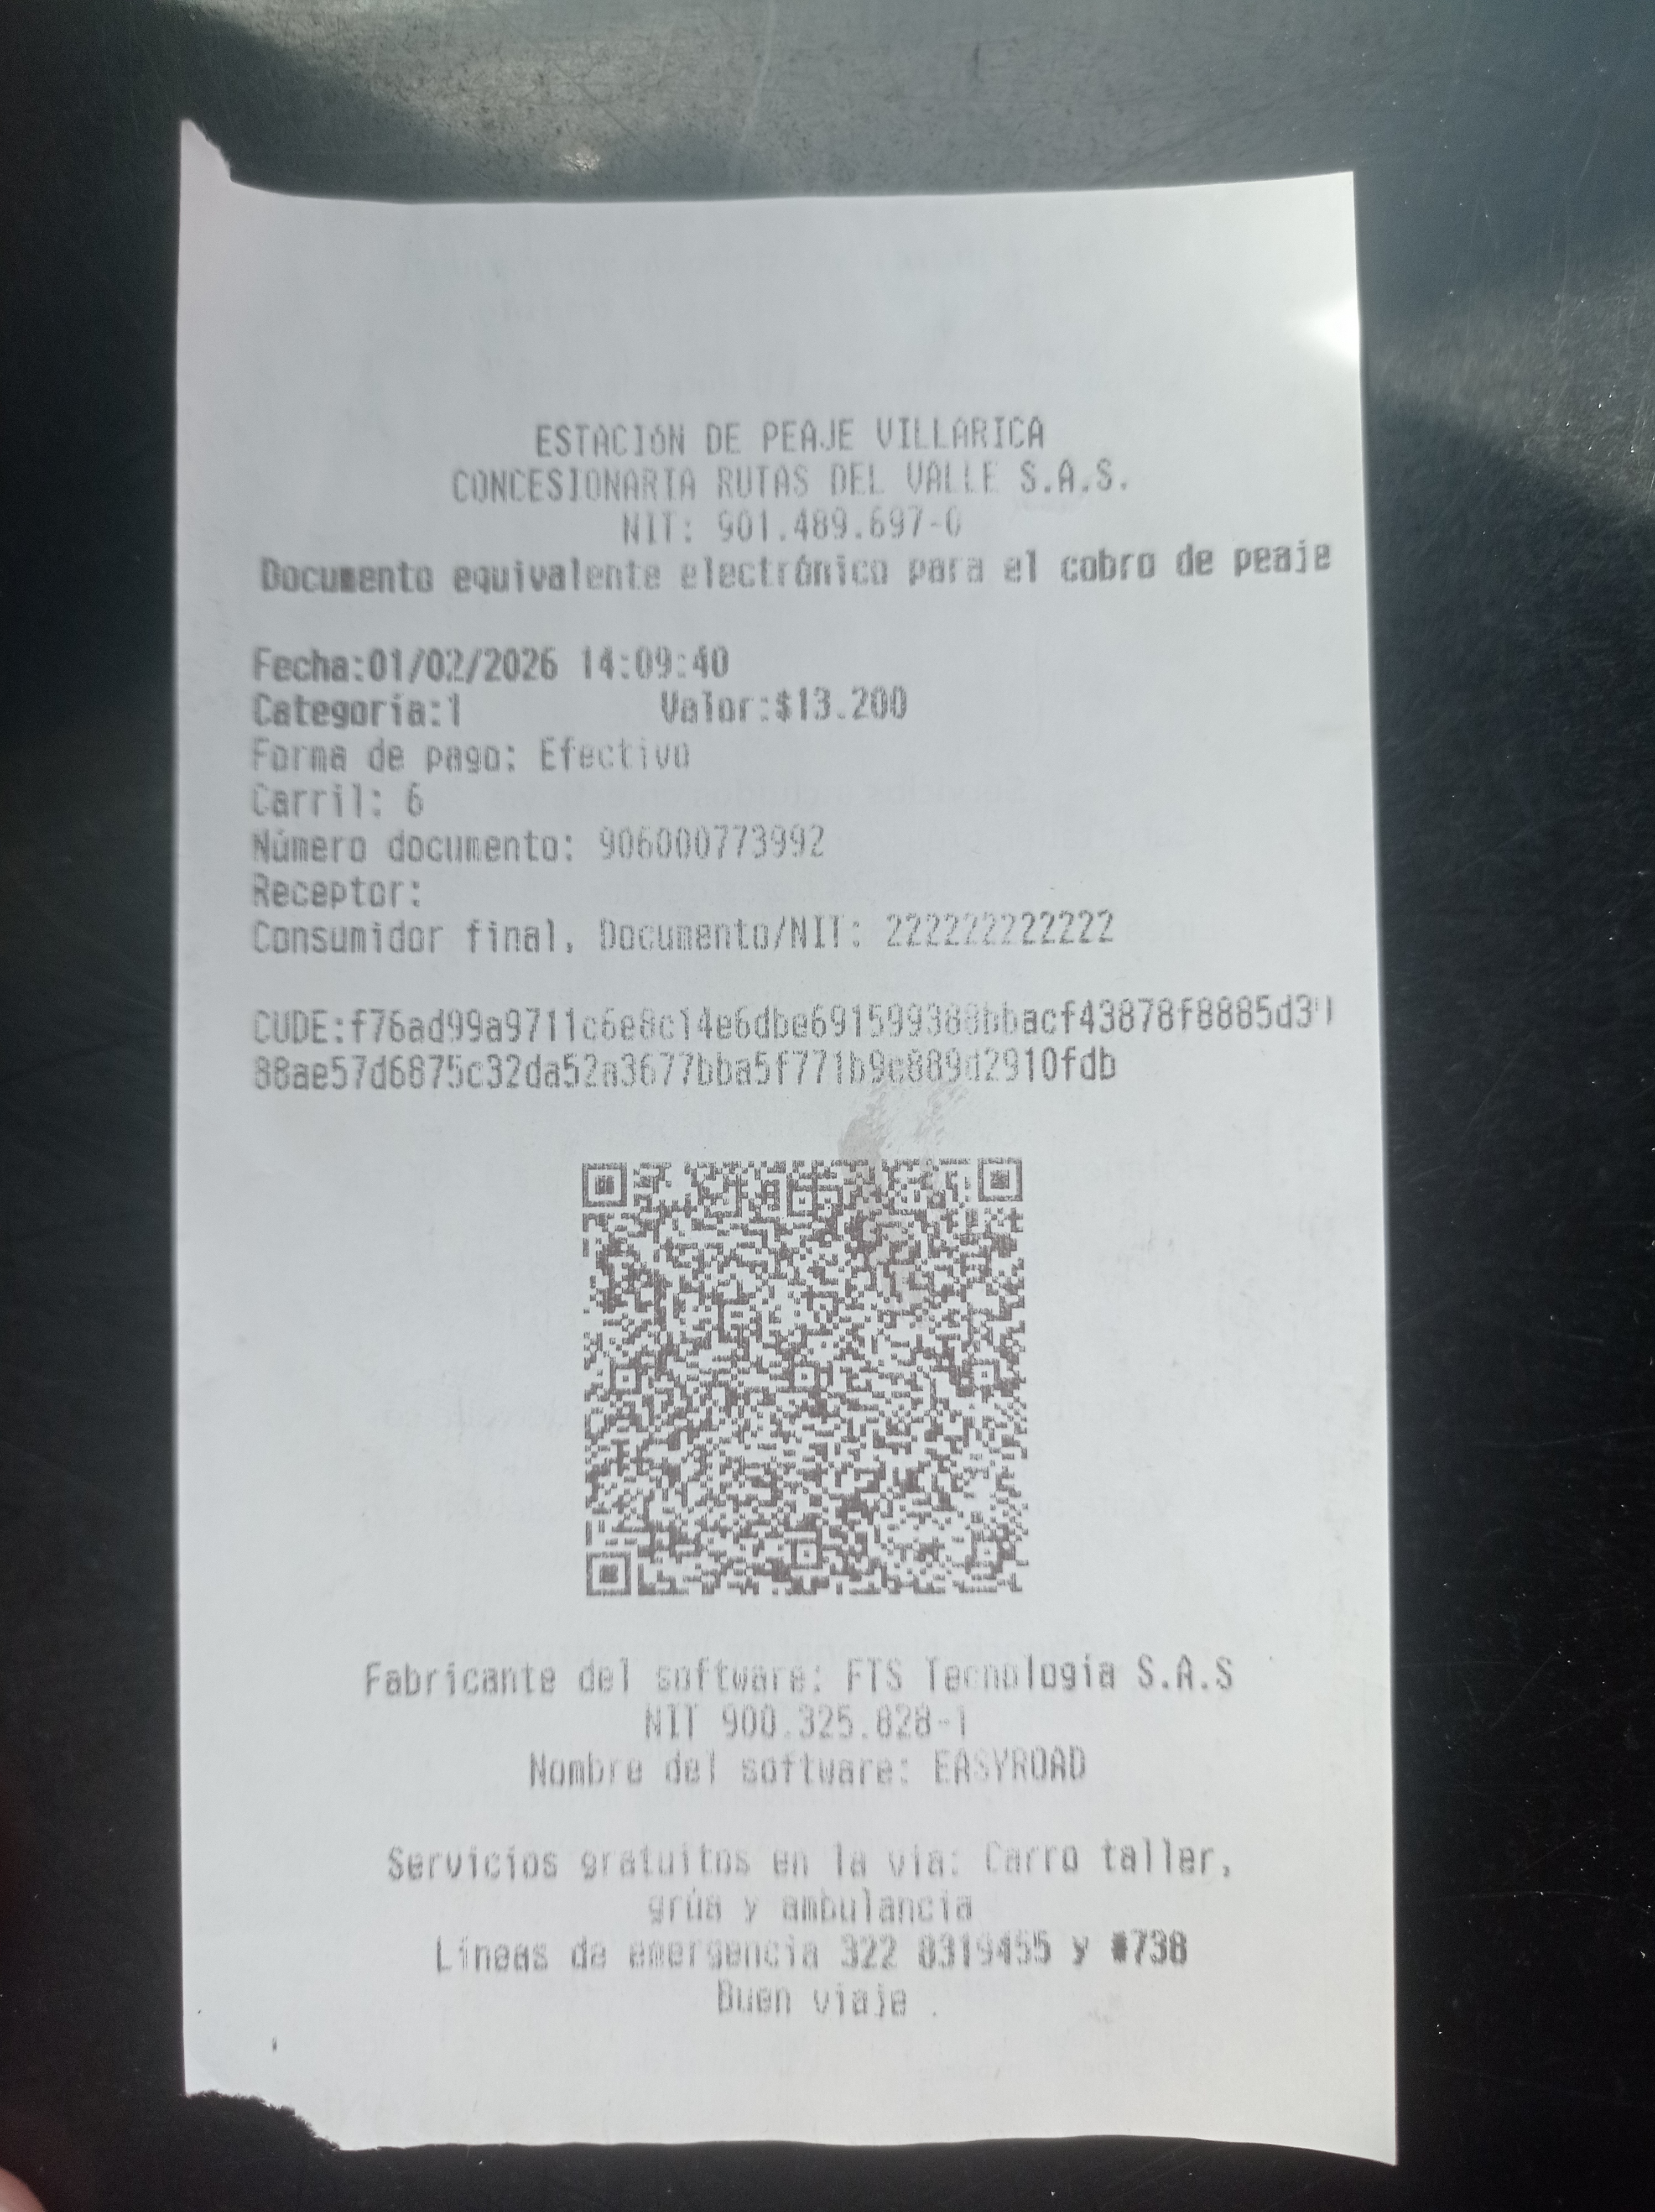 ESTACIóN DE PEAJE VILLARICA
CONCESIONARIA RUTAS DEL VALLE S.A.S.
NIT: 901.489.697-0
Documento equivalente electrónico para el cobro de peaje
Fecha:01/02/2026 14:09:40
Categoría:1 Valor:$13.200
Forma de pago: Efectivo
Carril: 6
Número documento: 906000773992
Receptor:
Consumidor final, Documento/NIT: 222222222222
CUDE:
88ae57d6875c32da52a3677bba5f771b9c889d2910fdb
Fabricante del software: FTS Tecnología S.A.S
NIT 900.325.828-1
Nombre del software: EASYROAD
Servicios gratuitos en la vía: Carro taller,
grúa y ambulancia
Líneas de emergencia 322 8319455 y #738
Buen viaje .